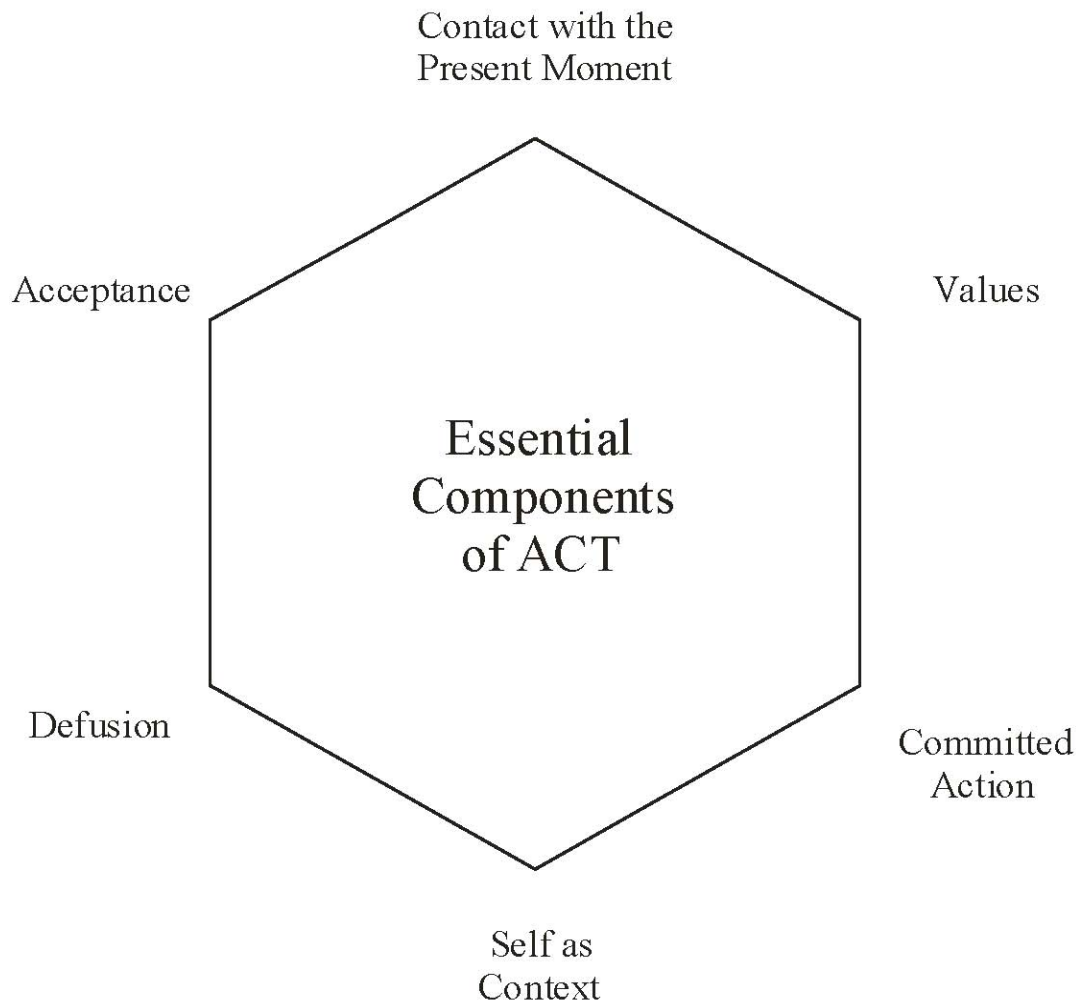 Contact with the
Present Moment
Acceptance
Values
Essential
Components
of ACT
Defusion
Committed
Action
Self as
Context